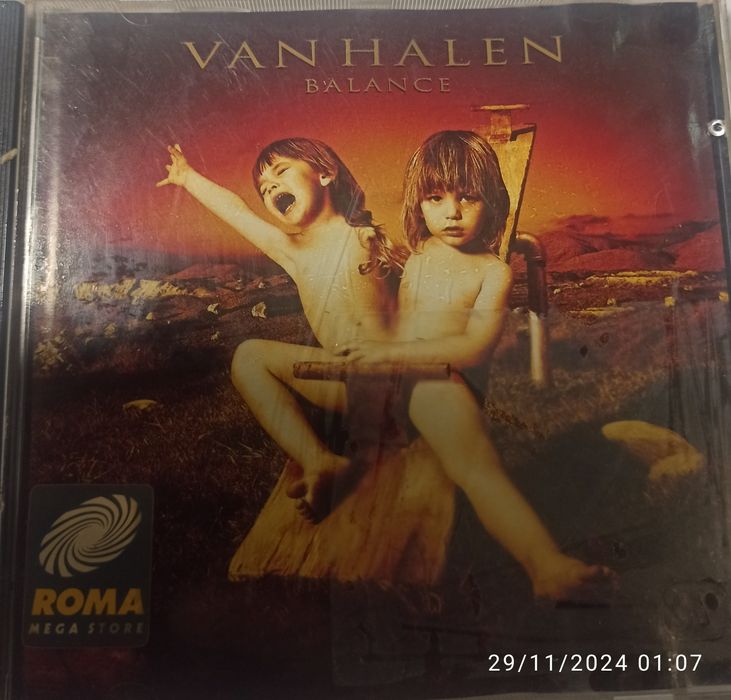 VAN HALEN
BALANCE
ROMA
MEGA STORE
29/11/2024 01:07